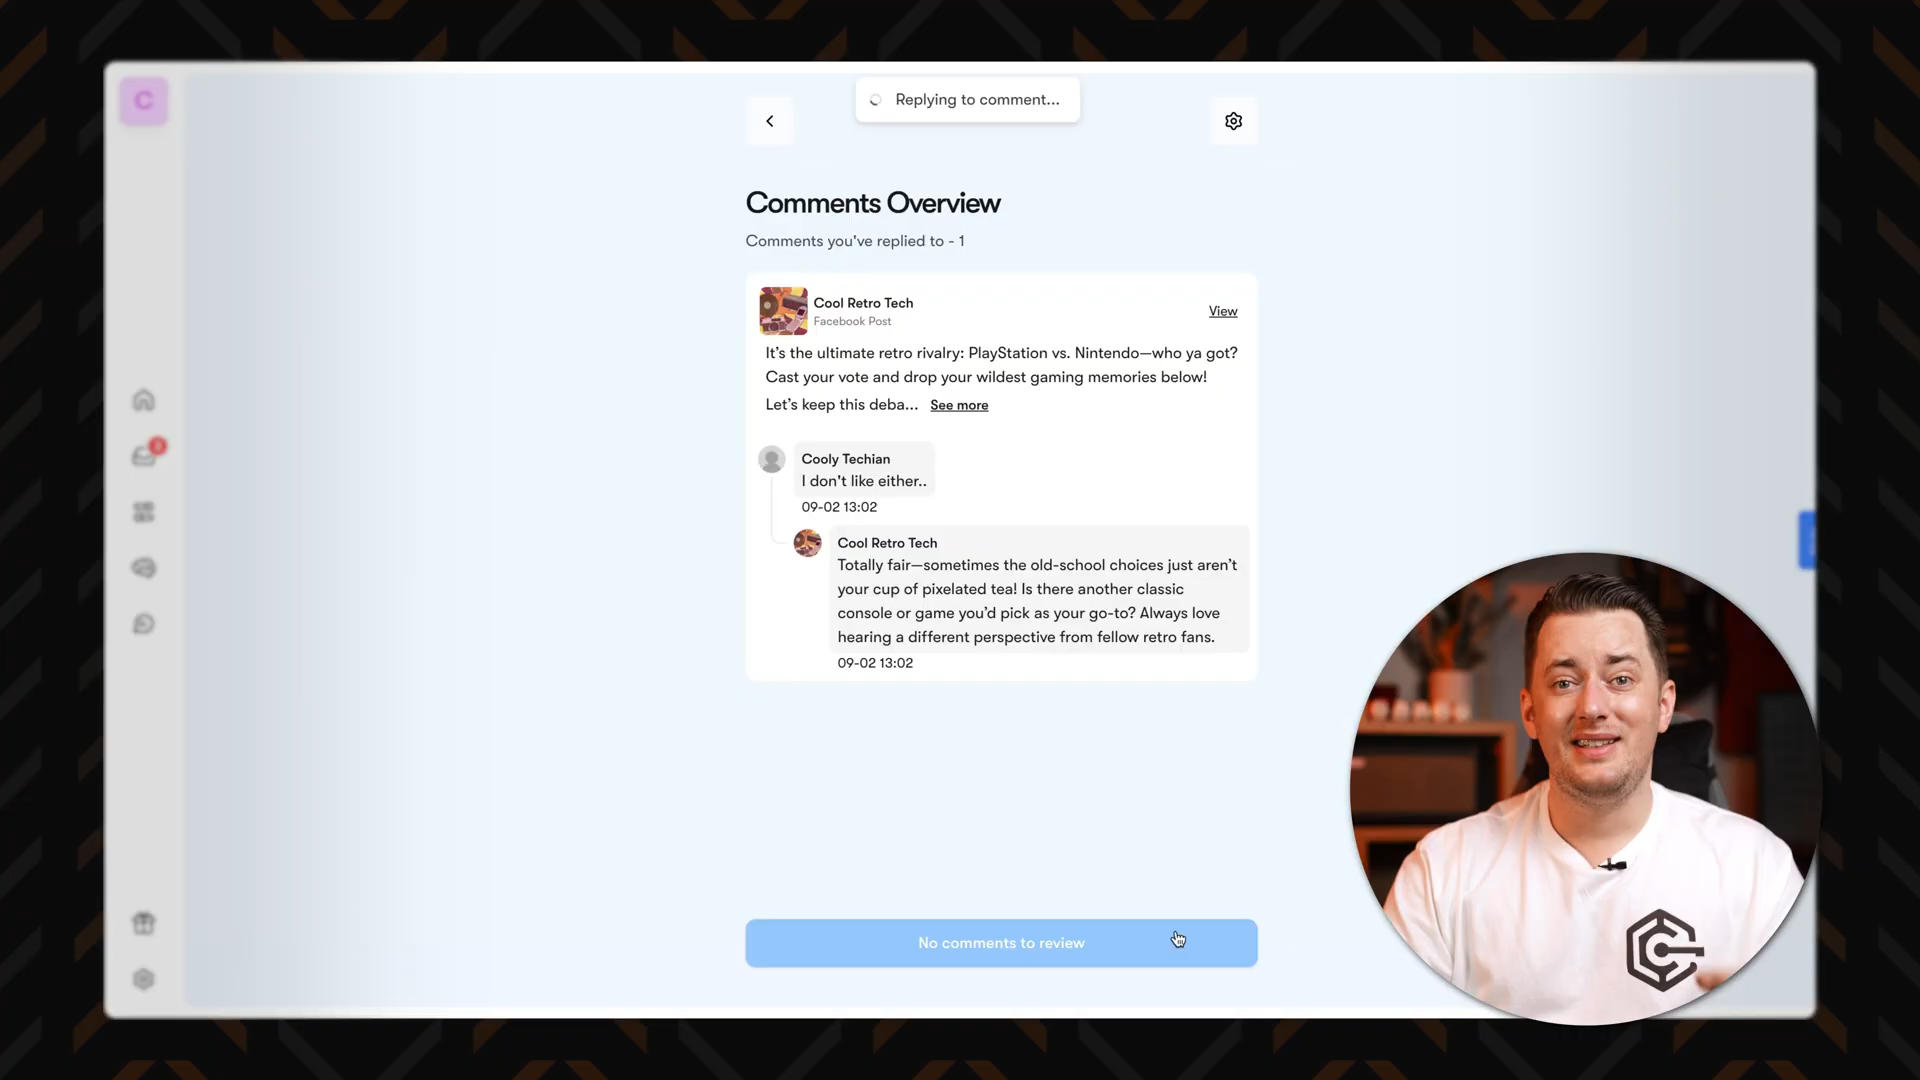 C
Replying to comment...
Comments Overview
Comments you've replied to - 1
Cool Retro Tech
Facebook Post
View
It's the ultimate retro rivalry: PlayStation vs. Nintendo—who ya got?
Cast your vote and drop your wildest gaming memories below!
Let's keep this deba... See more
Cooly Techian
I don't like either..
09-02 13:02
Cool Retro Tech
Totally fair—sometimes the old-school choices just aren't
your cup of pixelated tea! Is there another classic
console or game you'd pick as your go-to? Always love
hearing a different perspective from fellow retro fans.
09-02 13:02
No comments to review